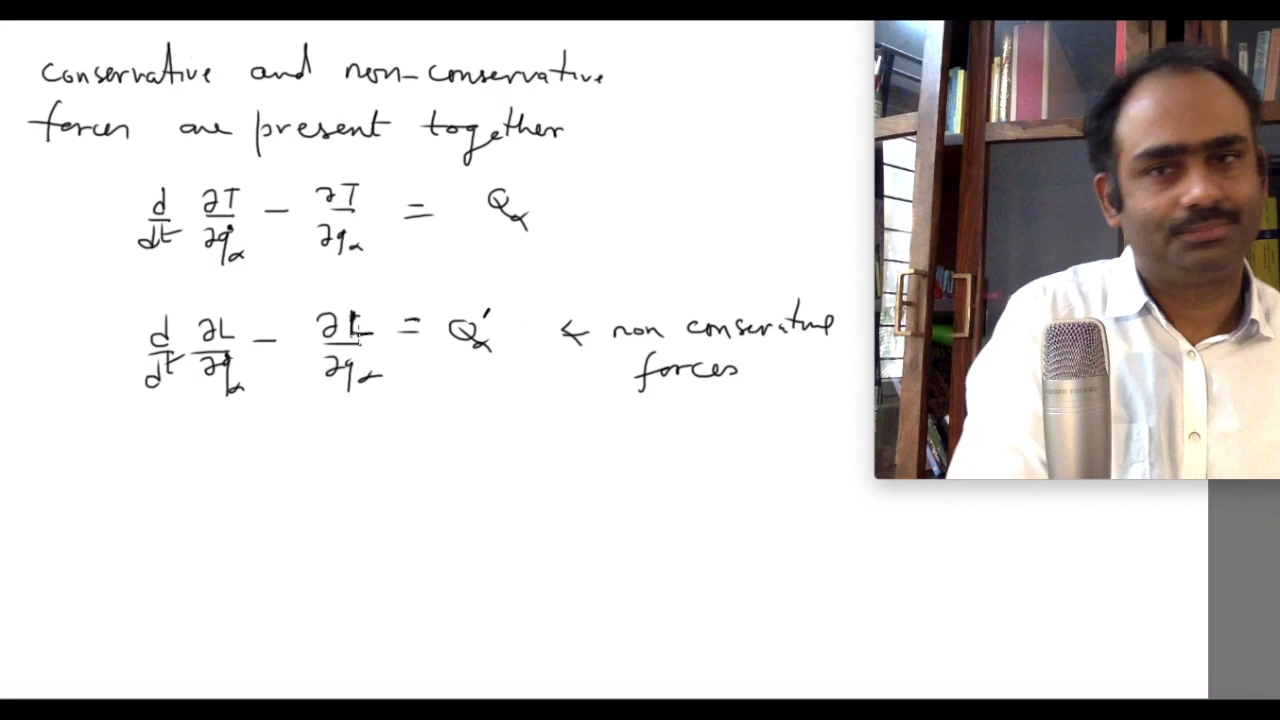 conservative and non-conservative
forces are present together
d/dt ∂T/∂q̇α − ∂T/∂qα = Qα
d/dt ∂L/∂q̇α − ∂L/∂qα = Q'α ← non conservative
forces